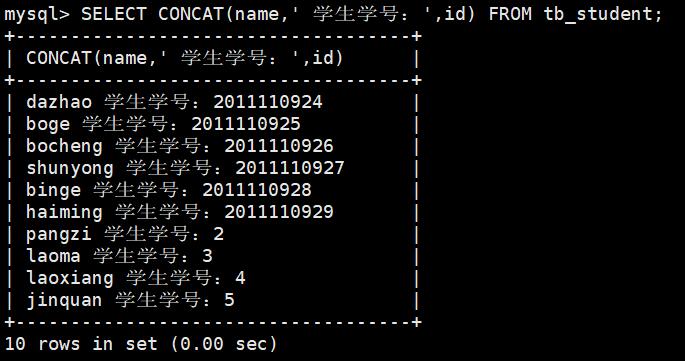 mysql> SELECT CONCAT(name,' 学生学号：',id) FROM tb_student;
+-------------------------------------+
| CONCAT(name,' 学生学号：',id)       |
+-------------------------------------+
| dazhao 学生学号：2011110924         |
| boge 学生学号：2011110925           |
| bocheng 学生学号：2011110926        |
| shunyong 学生学号：2011110927       |
| binge 学生学号：2011110928          |
| haiming 学生学号：2011110929        |
| pangzi 学生学号：2                  |
| laoma 学生学号：3                   |
| laoxiang 学生学号：4                |
| jinquan 学生学号：5                 |
+-------------------------------------+
10 rows in set (0.00 sec)